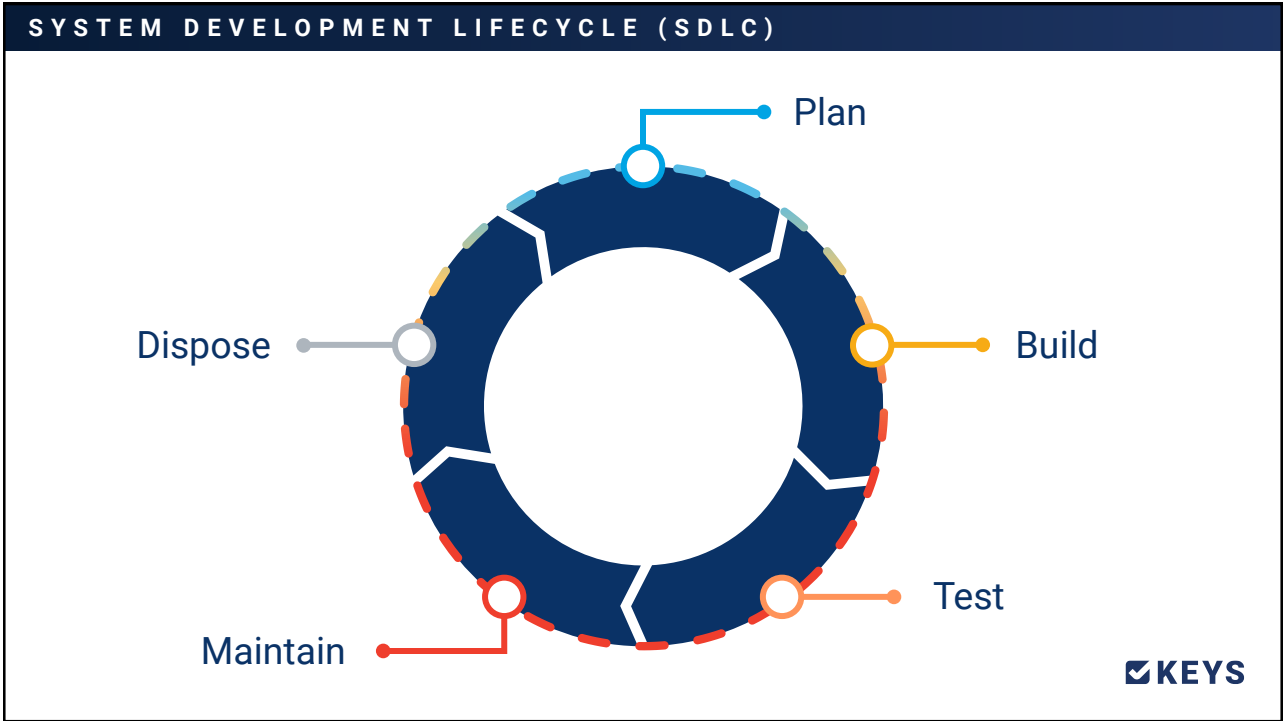 SYSTEM DEVELOPMENT LIFECYCLE (SDLC)
Plan
Build
Test
Maintain
Dispose
KEYS